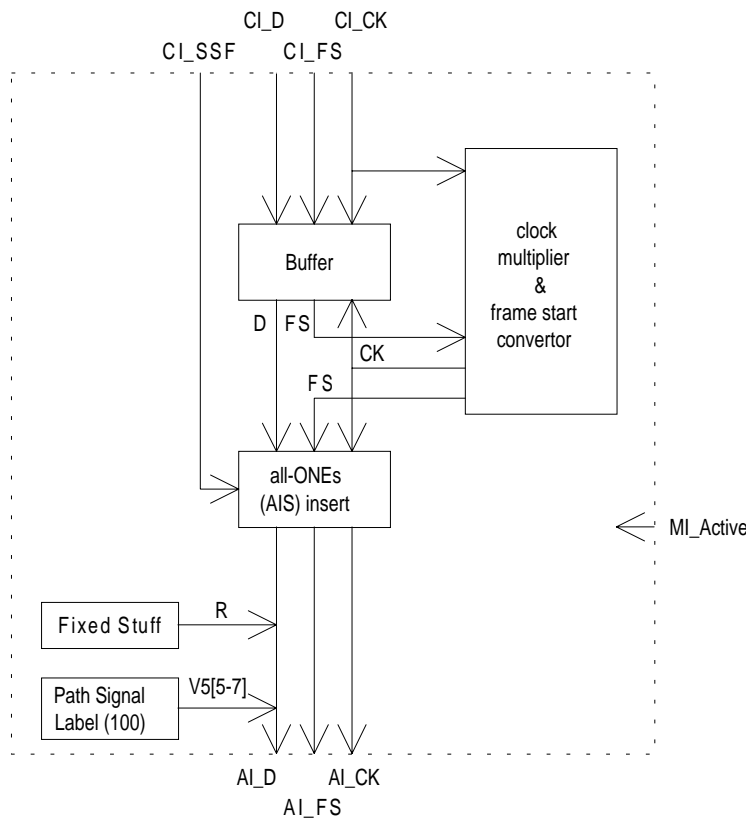 CI_D
CI_CK
CI_SSF
CI_FS
clock
multiplier
&
frame start
convertor
Buffer
D
FS
CK
FS
all-ONEs
(AIS) insert
MI_Active
Fixed Stuff
R
Path Signal
Label (100)
V5[5-7]
AI_D
AI_CK
AI_FS